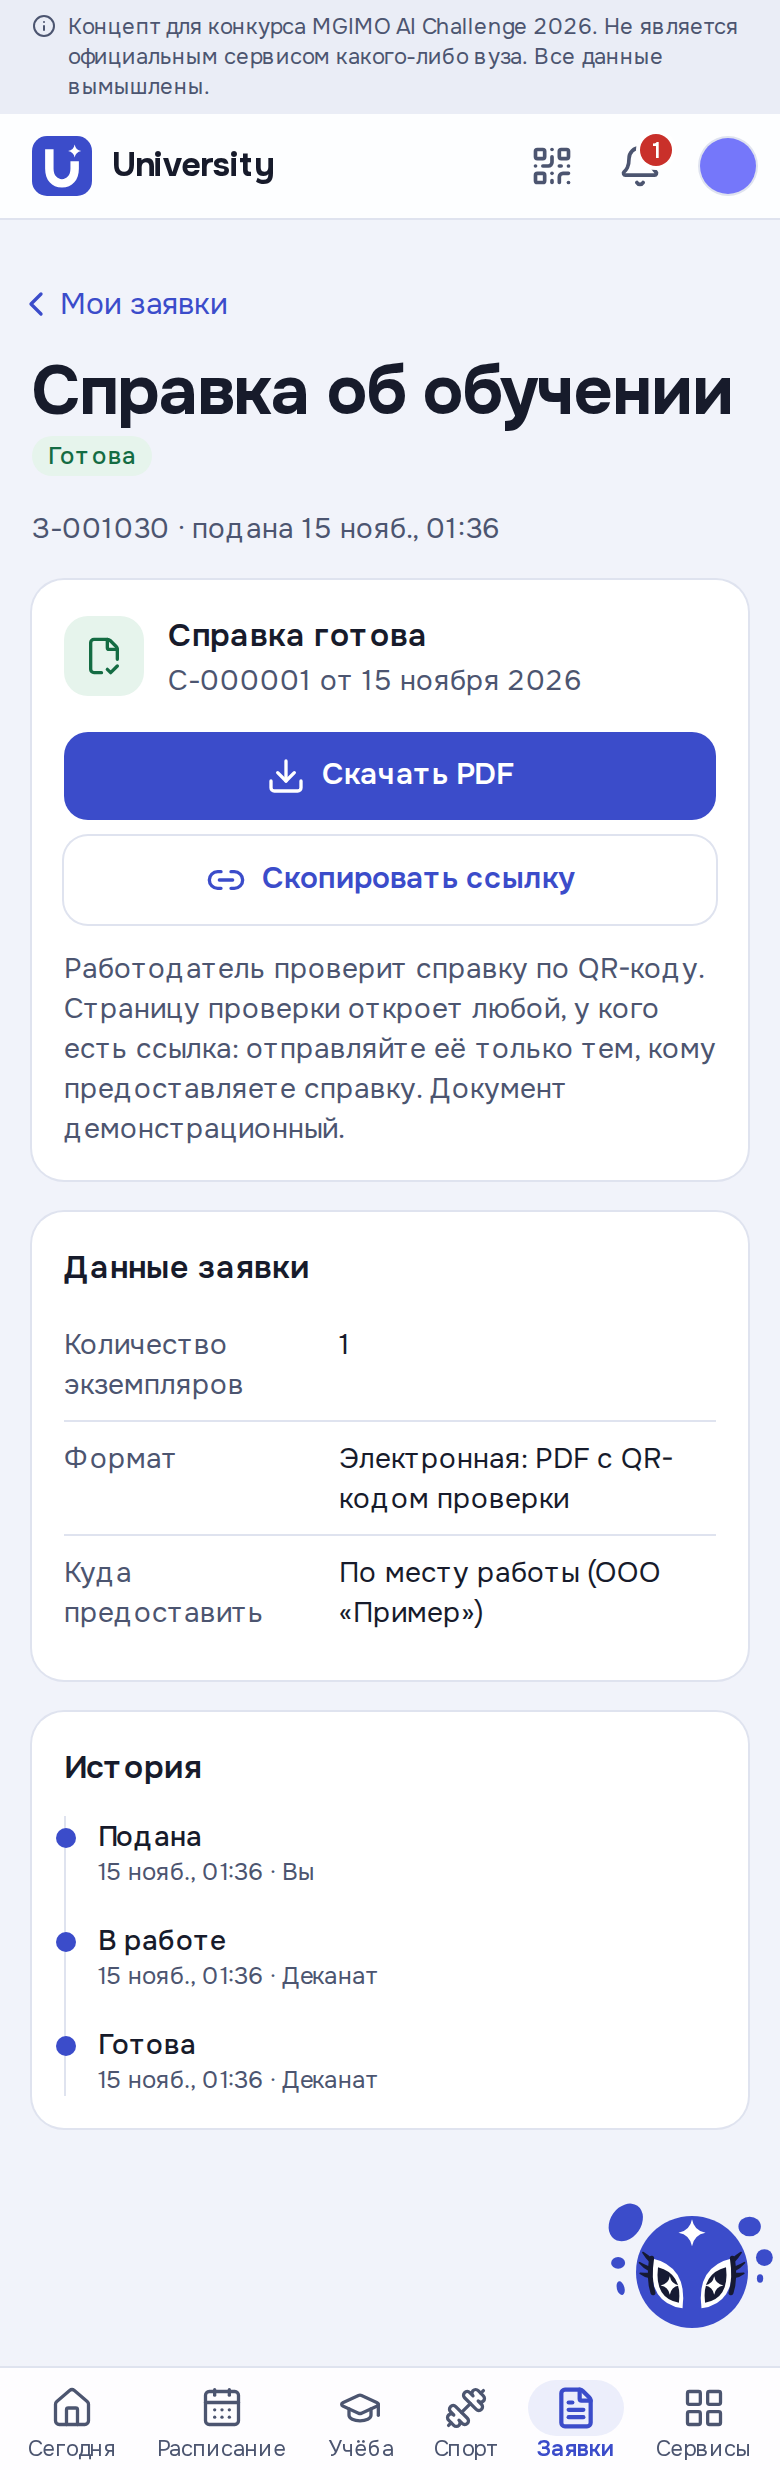 Концепт для конкурса MGIMO AI Challenge 2026. Не является
официальным сервисом какого-либо вуза. Все данные
вымышлены.
University
1
Мои заявки
Справка об обучении
Готова
З-001030 · подана 15 нояб., 01:36
Справка готова
С-000001 от 15 ноября 2026
Скачать PDF
Скопировать ссылку
Работодатель проверит справку по QR-коду.
Страницу проверки откроет любой, у кого
есть ссылка: отправляйте её только тем, кому
предоставляете справку. Документ
демонстрационный.
Данные заявки
Количество
экземпляров
1
Формат
Электронная: PDF с QR-
кодом проверки
Куда
предоставить
По месту работы (ООО
«Пример»)
История
Подана
15 нояб., 01:36 · Вы
В работе
15 нояб., 01:36 · Деканат
Готова
15 нояб., 01:36 · Деканат
Сегодня
Расписание
Учёба
Спорт
Заявки
Сервисы